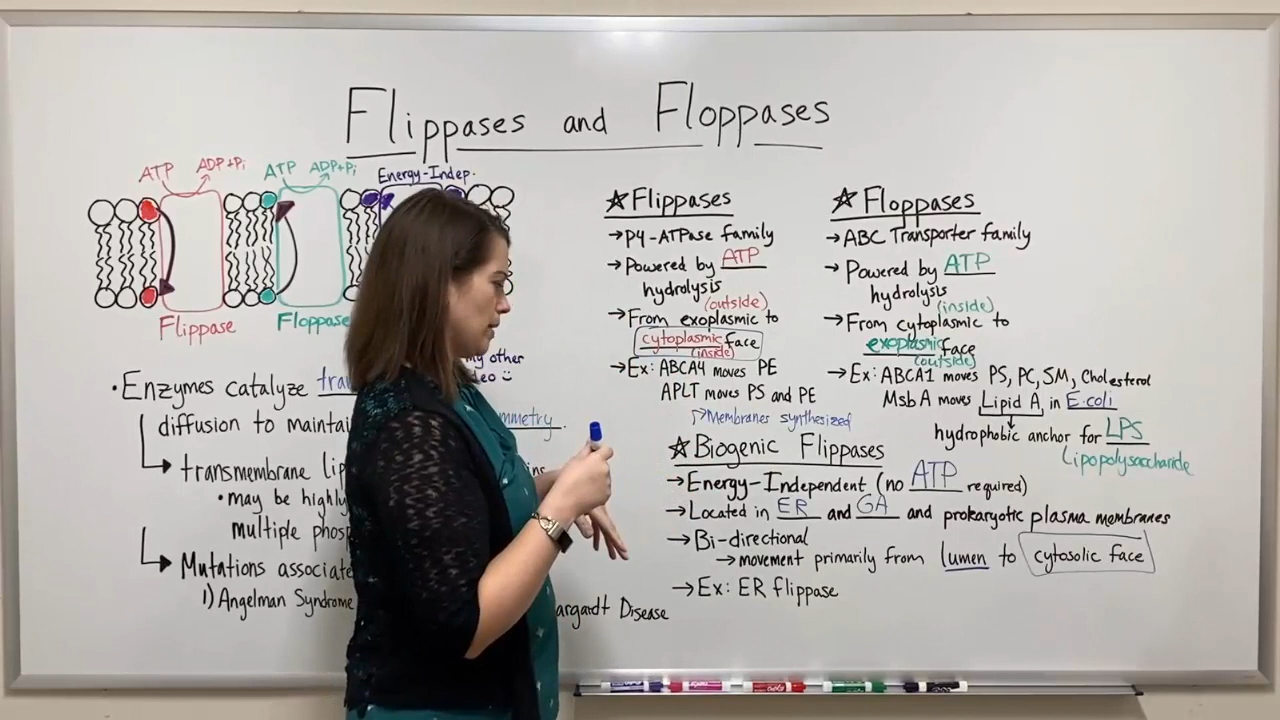 Flippases and Floppases
ATP ADP+Pi ATP ADP+Pi Energy-Indep.
Flippase Floppase
my other
☺
• Enzymes catalyze
diffusion to maintain mmetry.
↳ transmembrane
• may be highly
multiple
↳ Mutations associated
1) Angelman Syndrome argardt Disease
☆ Flippases
→ P4-ATPase family
→ Powered by ATP
hydrolysis
(outside)
→ From exoplasmic to
cytoplasmic face
(inside)
→ Ex: ABCA4 moves PE
APLT moves PS and PE
☆ Floppases
→ ABC Transporter family
→ Powered by ATP
hydrolysis
(inside)
→ From cytoplasmic to
exoplasmic face
(outside)
→ Ex: ABCA1 moves PS, PC, SM, Cholesterol
MsbA moves Lipid A in E.coli
hydrophobic anchor for LPS
Lipopolysaccharide
Membranes synthesized
☆ Biogenic Flippases
→ Energy-Independent (no ATP required)
→ Located in ER and GA and prokaryotic plasma membranes
→ Bi-directional
→ movement primarily from lumen to cytosolic face
→ Ex: ER flippase